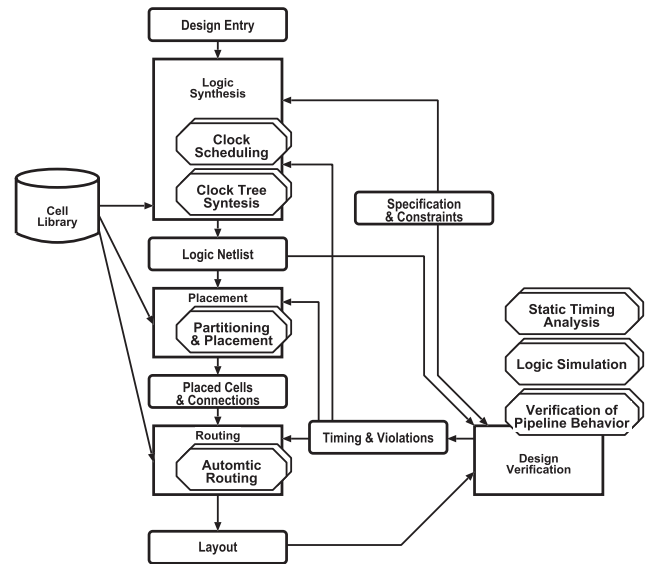 Design Entry
Logic
Synthesis
Clock
Scheduling
Clock Tree
Syntesis
Cell
Library
Specification
& Constraints
Logic Netlist
Placement
Partitioning
& Placement
Static Timing
Analysis
Logic Simulation
Placed Cells
& Connections
Verification of
Pipeline Behavior
Routing
Timing & Violations
Automtic
Routing
Design
Verification
Layout